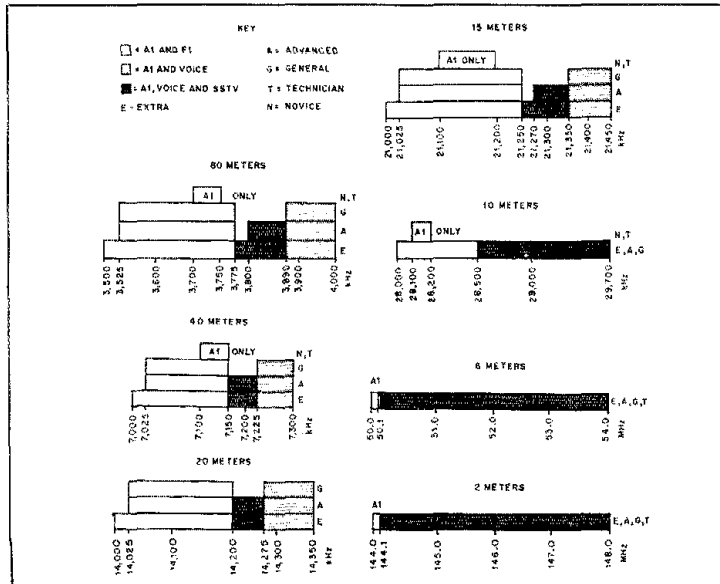 KEY
= A1 AND F1
= A1 AND VOICE
= A1, VOICE AND SSTV
E - EXTRA
A = ADVANCED
G = GENERAL
T = TECHNICIAN
N = NOVICE
15 METERS
A1 ONLY
N,T
G
A
E
21,000
21,025
21,100
21,200
21,250
21,300
21,350
21,400
21,450
kHz
80 METERS
A1 ONLY
N,T
G
A
E
3,500
3,525
3,600
3,700
3,750
3,775
3,800
3,890
3,900
4,000
kHz
10 METERS
A1 ONLY
N,T
E,A,G
28,000
28,100
28,200
29,000
29,700
kHz
40 METERS
A1 ONLY
N,T
G
A
E
7,000
7,025
7,100
7,150
7,200
7,225
7,300
kHz
6 METERS
A1
E,A,G,T
50.0
50.1
51.0
52.0
53.0
54.0
MHz
20 METERS
G
A
E
14,000
14,025
14,100
14,200
14,275
14,300
14,350
kHz
2 METERS
A1
E,A,G,T
144.0
144.1
145.0
146.0
147.0
148.0
MHz